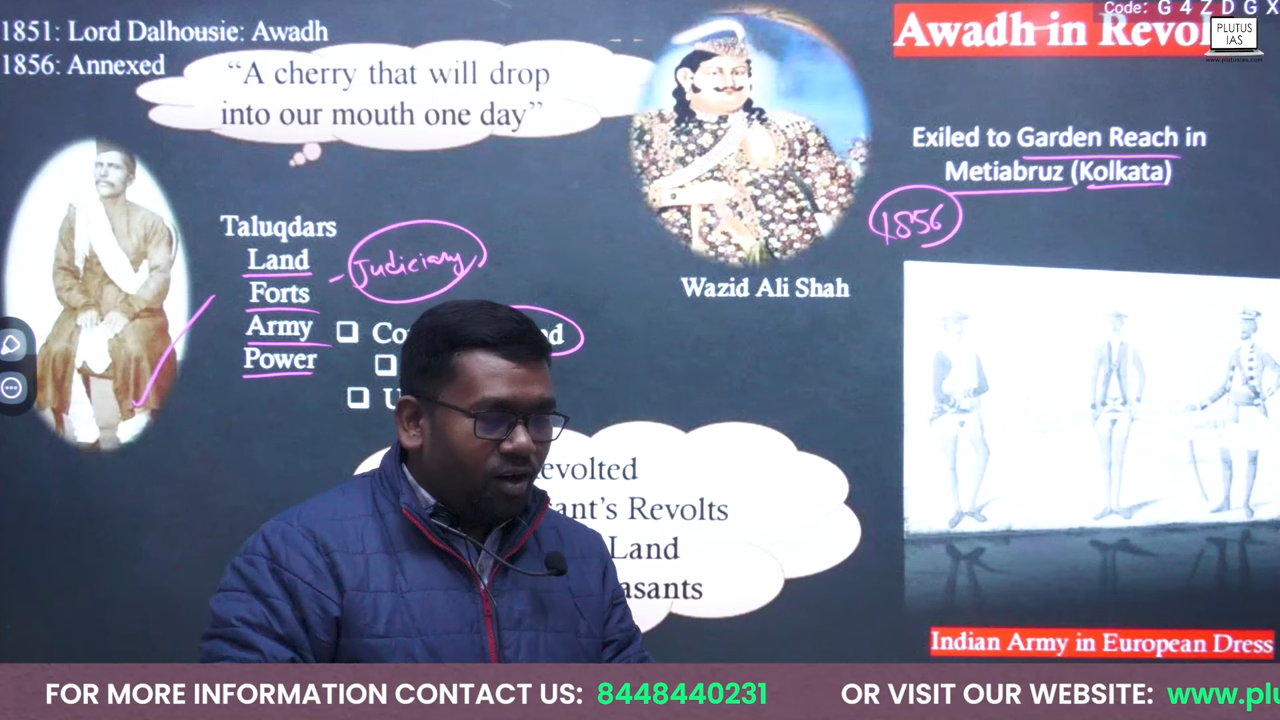 Code: G 4 Z D G X
1851: Lord Dalhousie: Awadh
1856: Annexed
“A cherry that will drop
into our mouth one day”
Awadh in Revol
PLUTUS
IAS
www.plutusias.com
Exiled to Garden Reach in
Metiabruz (Kolkata)
1856
Taluqdars
Land
Judiciary
Forts
Army
Power
Wazid Ali Shah
evolted
ant’s Revolts
Land
asants
Indian Army in European Dress
FOR MORE INFORMATION CONTACT US: 8448440231 OR VISIT OUR WEBSITE: www.plu